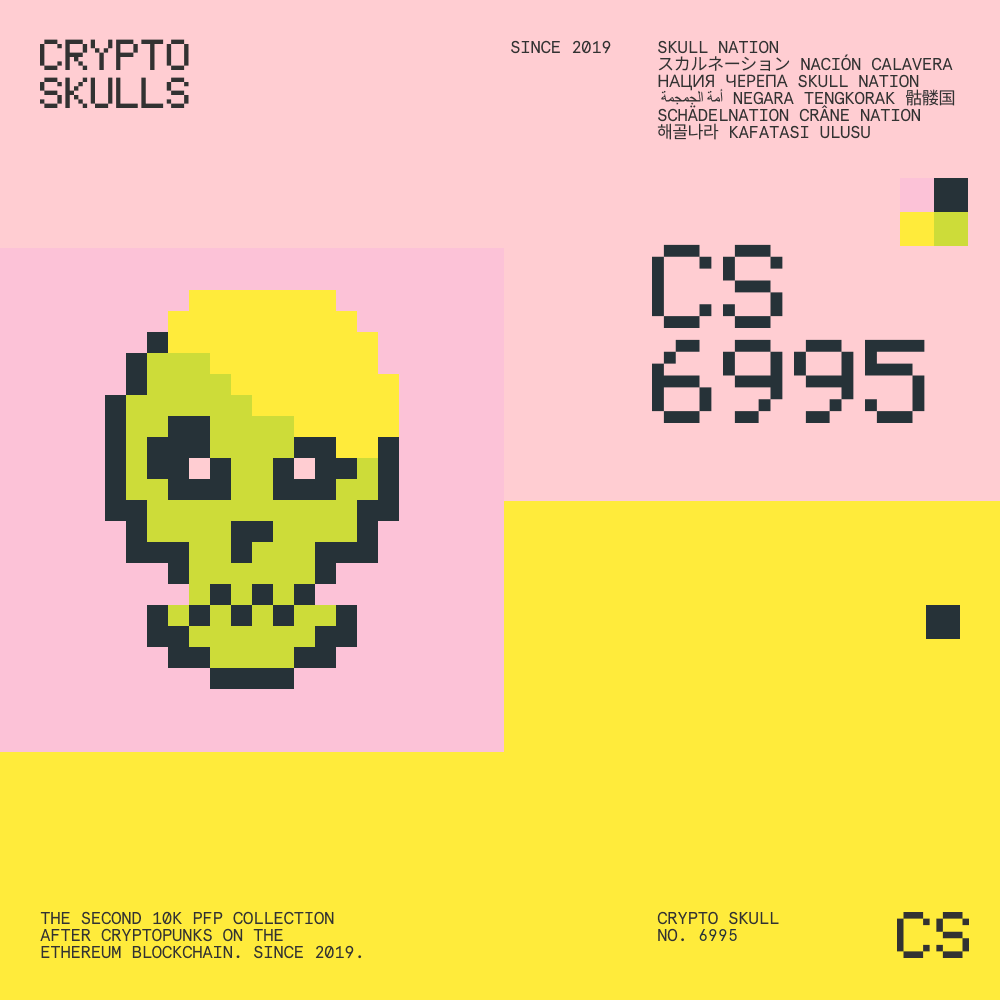 CRYPTO
SKULLS
SINCE 2019
SKULL NATION
スカルネーション NACIÓN CALAVERA
НАЦИЯ ЧЕРЕПА SKULL NATION
أمة الجمجمة NEGARA TENGKORAK 骷髅国
SCHÄDELNATION CRÂNE NATION
해골나라 KAFATASI ULUSU
CS
6995
THE SECOND 10K PFP COLLECTION
AFTER CRYPTOPUNKS ON THE
ETHEREUM BLOCKCHAIN. SINCE 2019.
CRYPTO SKULL
NO. 6995
CS